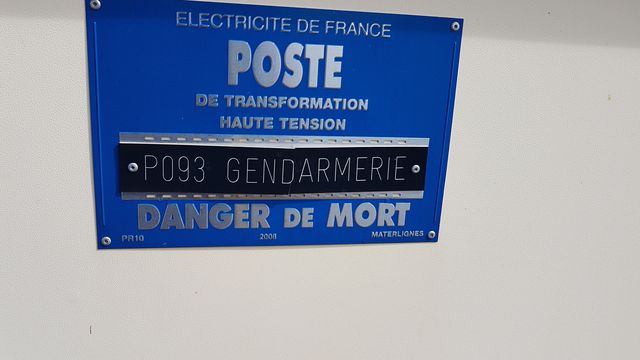 ELECTRICITE DE FRANCE
POSTE
DE TRANSFORMATION
HAUTE TENSION
P093 GENDARMERIE
DANGER DE MORT
PR10 2008 MATERLIGNES